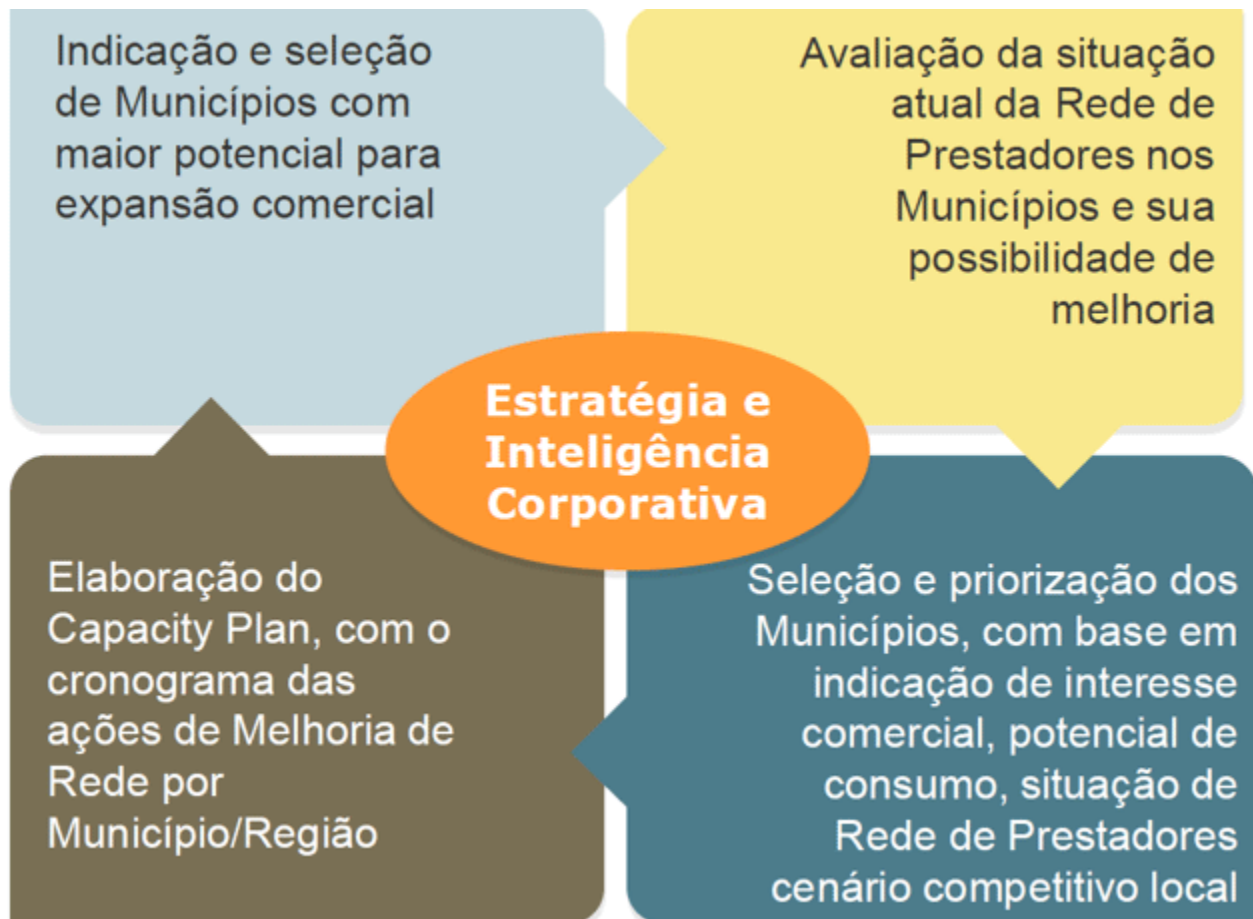 Indicação e seleção
de Municípios com
maior potencial para
expansão comercial
Avaliação da situação
atual da Rede de
Prestadores nos
Municípios e sua
possibilidade de
melhoria
Estratégia e
Inteligência
Corporativa
Elaboração do
Capacity Plan, com o
cronograma das
ações de Melhoria de
Rede por
Município/Região
Seleção e priorização dos
Municípios, com base em
indicação de interesse
comercial, potencial de
consumo, situação de
Rede de Prestadores
cenário competitivo local